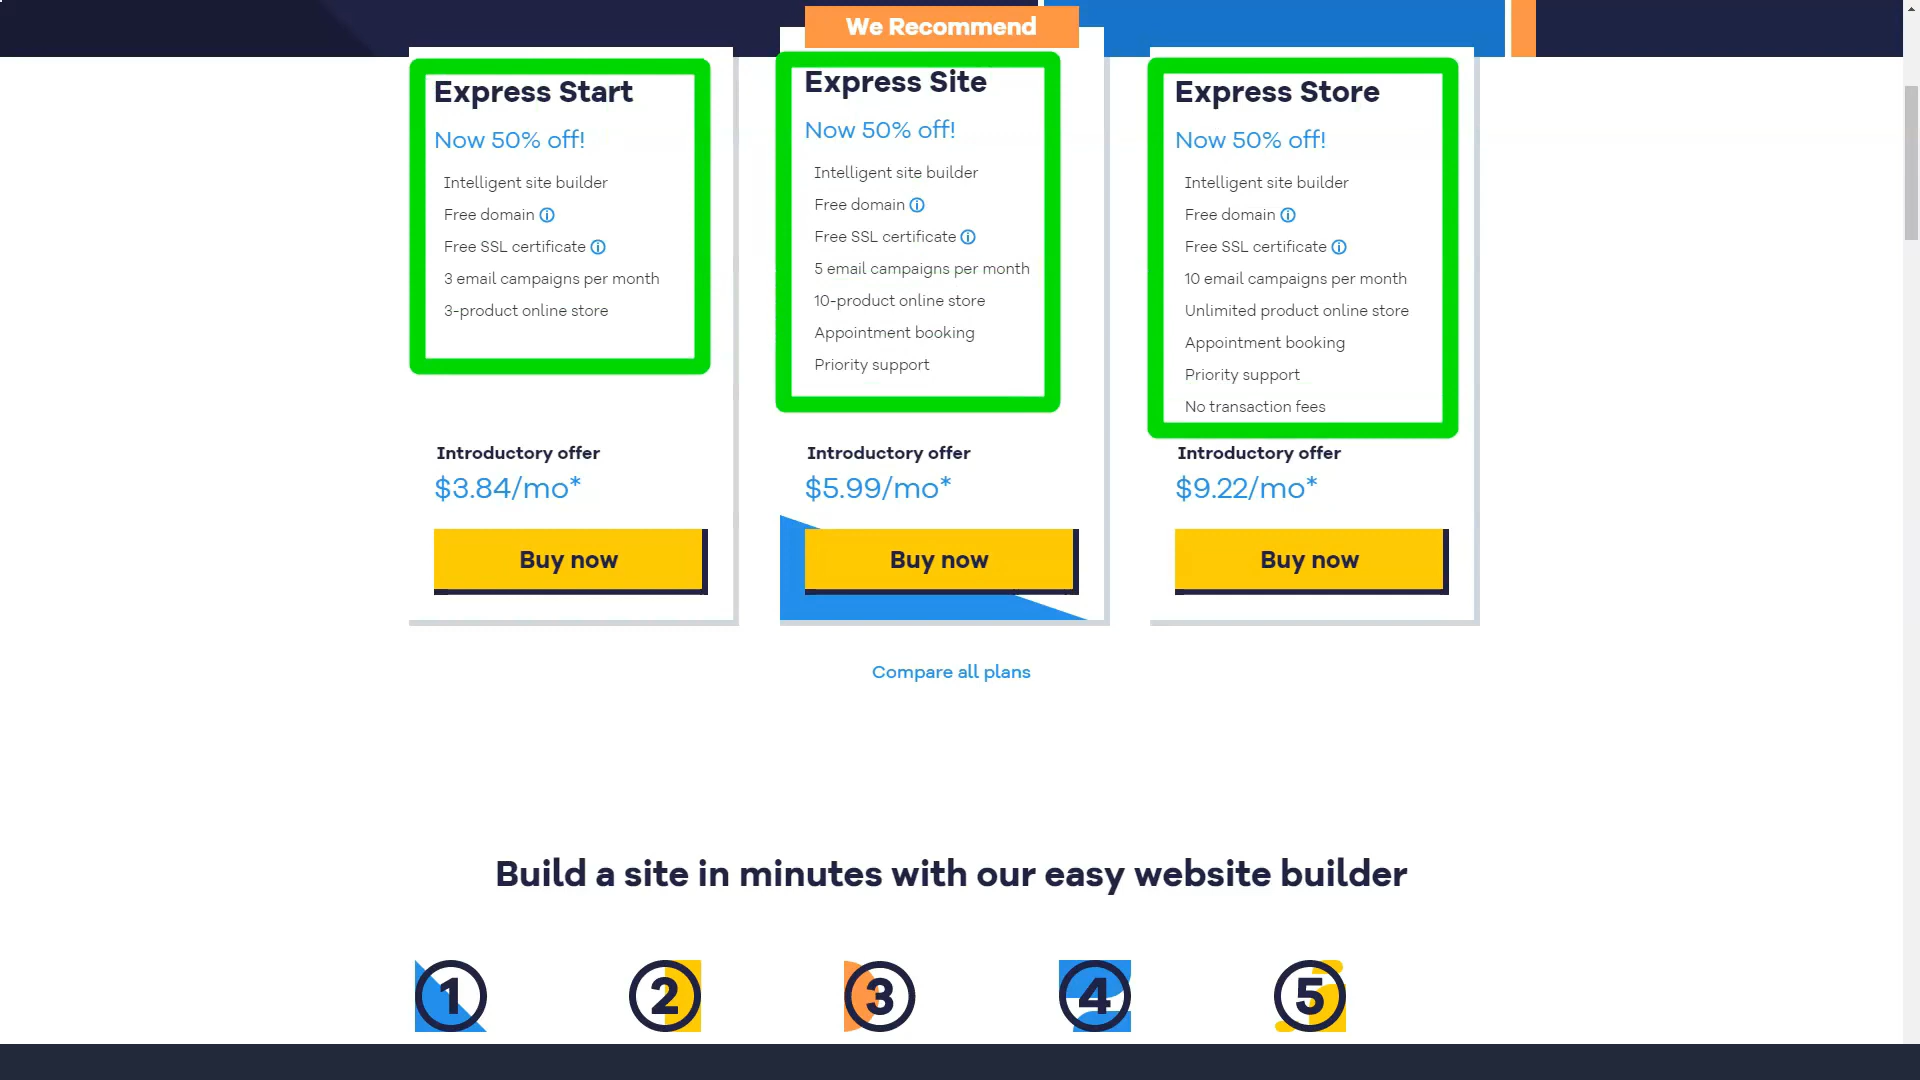 We Recommend
Express Start
Now 50% off!
Intelligent site builder
Free domain
Free SSL certificate
3 email campaigns per month
3-product online store
Introductory offer
$3.84/mo*
Buy now
Express Site
Now 50% off!
Intelligent site builder
Free domain
Free SSL certificate
5 email campaigns per month
10-product online store
Appointment booking
Priority support
Introductory offer
$5.99/mo*
Buy now
Express Store
Now 50% off!
Intelligent site builder
Free domain
Free SSL certificate
10 email campaigns per month
Unlimited product online store
Appointment booking
Priority support
No transaction fees
Introductory offer
$9.22/mo*
Buy now
Compare all plans
Build a site in minutes with our easy website builder
1 2 3 4 5